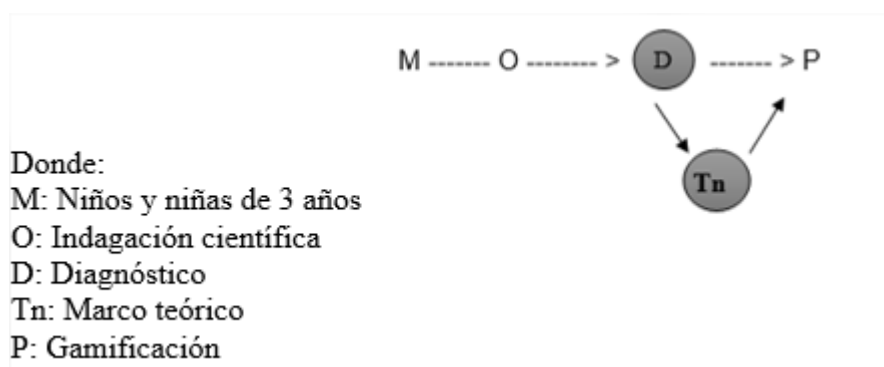 M ------- O -------- > D ------- > P
Tn
Donde:
M: Niños y niñas de 3 años
O: Indagación científica
D: Diagnóstico
Tn: Marco teórico
P: Gamificación